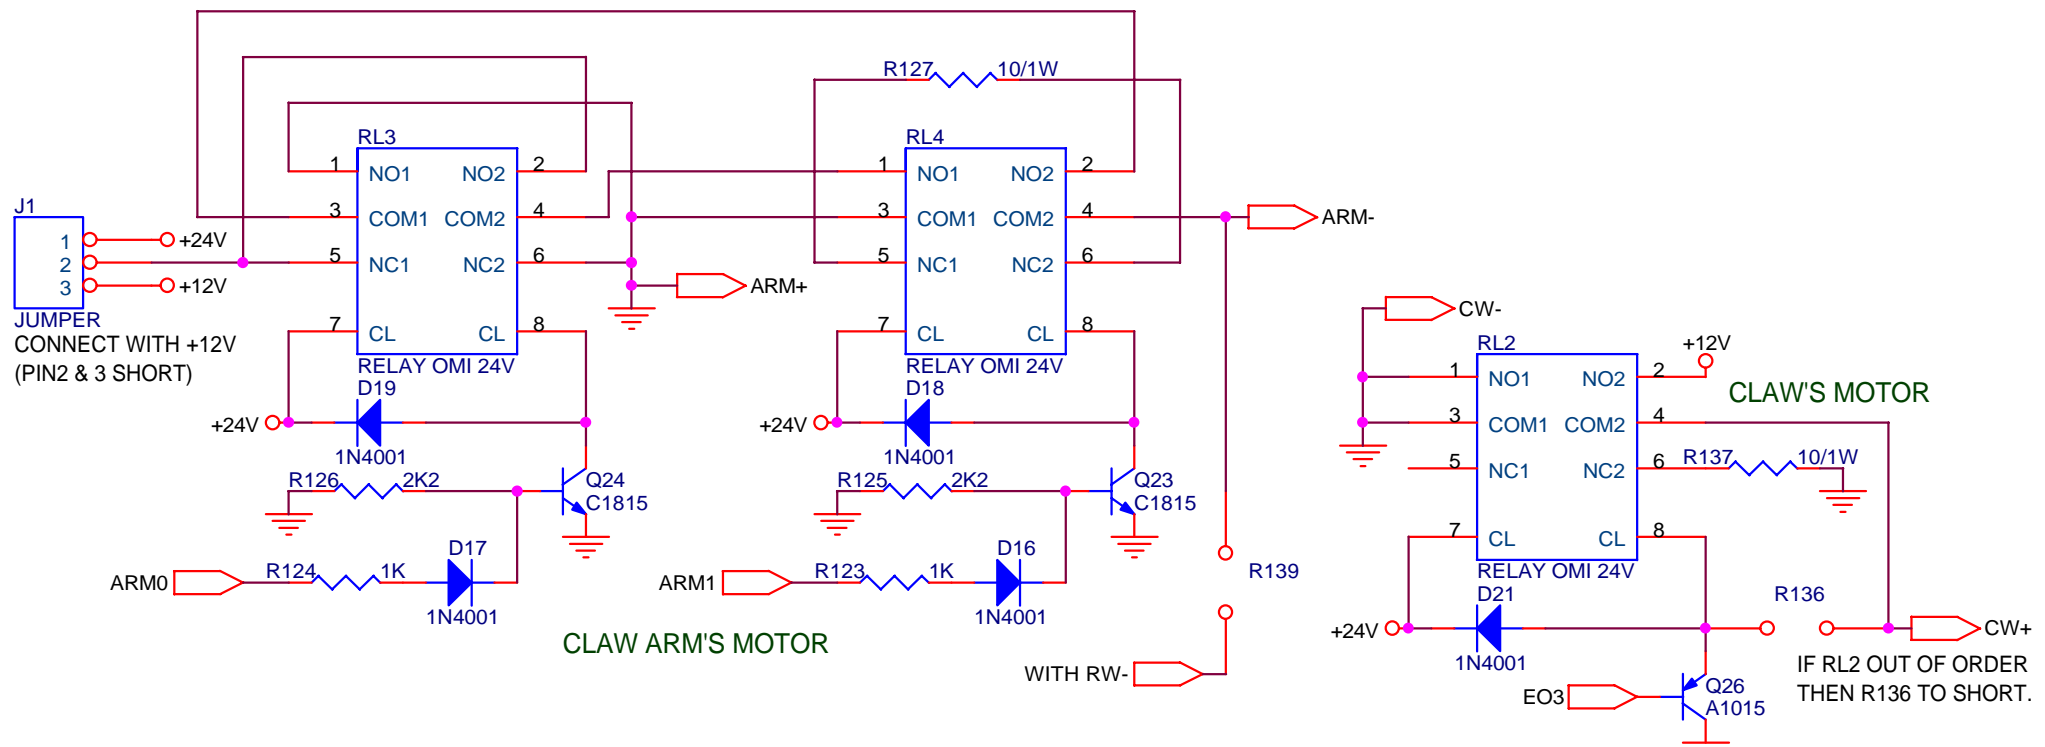 R127 10/1W
RL3
RL4
1 NO1 NO2 2
3 COM1 COM2 4
5 NC1 NC2 6
7 CL CL 8
RELAY OMI 24V
1 NO1 NO2 2
3 COM1 COM2 4
5 NC1 NC2 6
7 CL CL 8
RELAY OMI 24V
J1
1 +24V
2
3 +12V
JUMPER
CONNECT WITH +12V
(PIN2 & 3 SHORT)
ARM+
ARM-
D19
+24V
1N4001
R126 2K2
Q24
C1815
D17
ARM0 R124 1K
1N4001
D18
+24V
1N4001
R125 2K2
Q23
C1815
D16
ARM1 R123 1K
1N4001
CLAW ARM'S MOTOR
R139
WITH RW-
CW-
RL2
+12V
1 NO1 NO2 2
CLAW'S MOTOR
3 COM1 COM2 4
5 NC1 NC2 6 R137 10/1W
7 CL CL 8
RELAY OMI 24V
D21
R136
+24V
CW+
1N4001
IF RL2 OUT OF ORDER
THEN R136 TO SHORT.
EO3
Q26
A1015